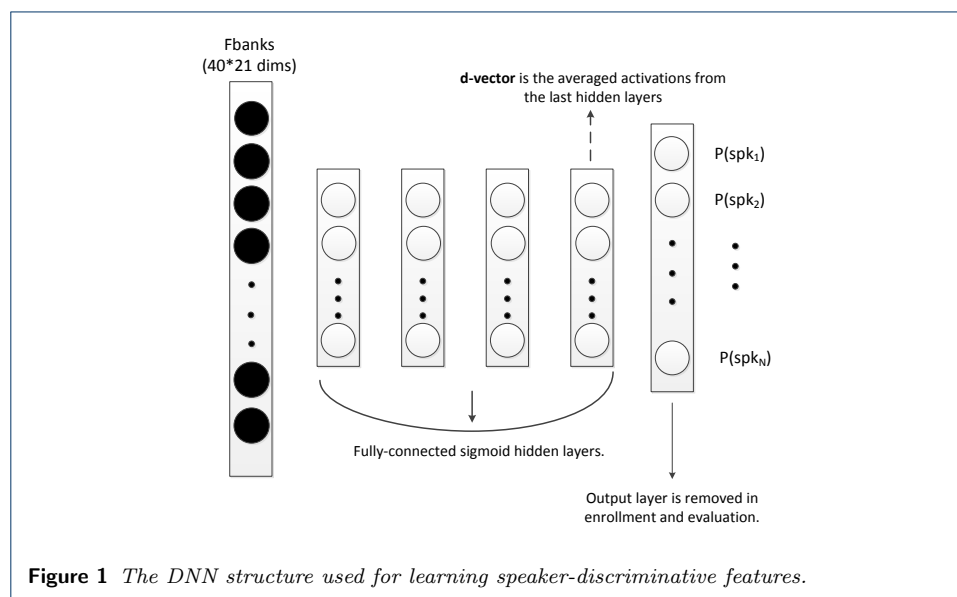 Fbanks
(40*21 dims)
d-vector is the averaged activations from
the last hidden layers
P(spk₁)
P(spk₂)
P(spkN)
Fully-connected sigmoid hidden layers.
Output layer is removed in
enrollment and evaluation.
Figure 1 The DNN structure used for learning speaker-discriminative features.